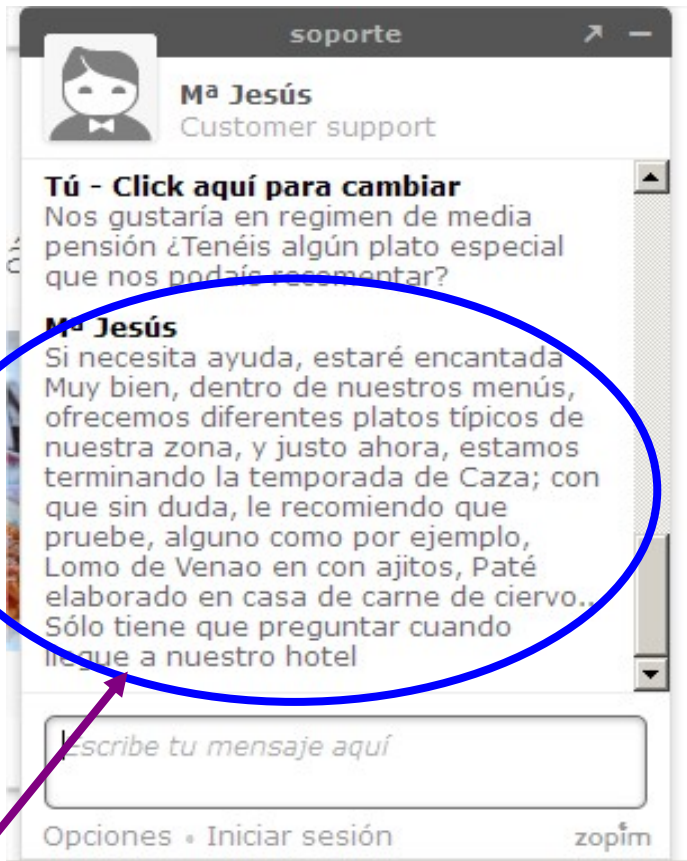 soporte
Mª Jesús
Customer support
Tú - Click aquí para cambiar
Nos gustaría en regimen de media
pensión ¿Tenéis algún plato especial
que nos podaís recomentar?
Mª Jesús
Si necesita ayuda, estaré encantada
Muy bien, dentro de nuestros menús,
ofrecemos diferentes platos típicos de
nuestra zona, y justo ahora, estamos
terminando la temporada de Caza; con
que sin duda, le recomiendo que
pruebe, alguno como por ejemplo,
Lomo de Venao en con ajitos, Paté
elaborado en casa de carne de ciervo..
Sólo tiene que preguntar cuando
llegue a nuestro hotel
Escribe tu mensaje aquí
Opciones • Iniciar sesión
zopim